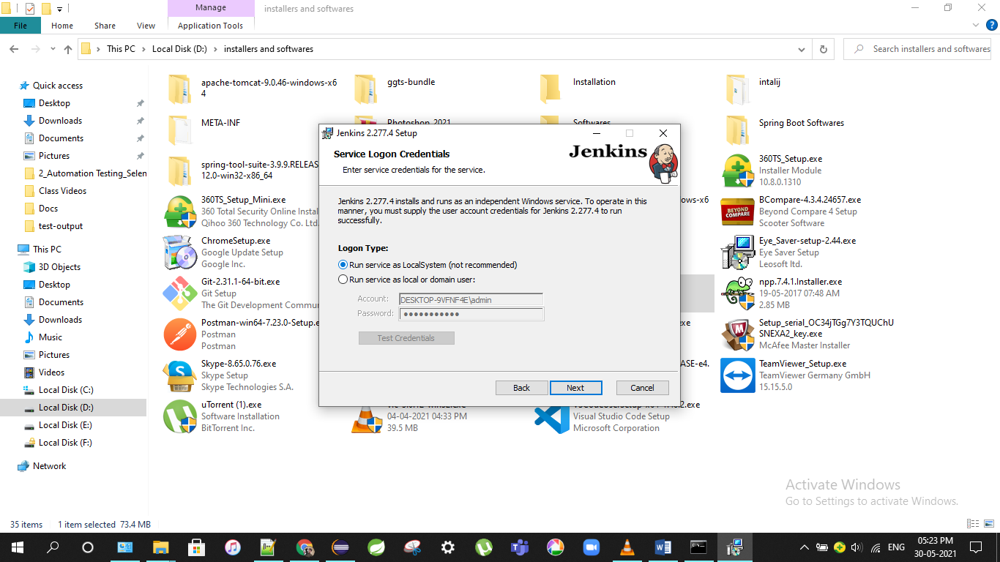 Manage
installers and softwares
File
Home
Share
View
Application Tools
This PC
Local Disk (D:)
installers and softwares
Search installers and softwares
Quick access
Desktop
Downloads
Documents
Pictures
2_Automation Testing_Selen
Class Videos
Docs
test-output
This PC
3D Objects
Desktop
Documents
Downloads
Music
Pictures
Videos
Local Disk (C:)
Local Disk (D:)
Local Disk (E:)
Local Disk (F:)
Network
apache-tomcat-9.0.46-windows-x6
4
ggts-bundle
Installation
intalij
META-INF
Photoshop 2021
Softwares
Spring Boot Softwares
spring-tool-suite-3.9.9.RELEAS
12.0-win32-x86_64
360TS_Setup.exe
Installer Module
10.8.0.1310
360TS_Setup_Mini.exe
360 Total Security Online Instal
Qihoo 360 Technology Co. Ltd.
ows-x6
BCompare-4.3.4.24657.exe
Beyond Compare 4 Setup
Scooter Software
BEYOND
COMPARE
ChromeSetup.exe
Google Update Setup
Google Inc.
Eye_Saver-setup-2.44.exe
Eye Saver Setup
Leosoft ltd.
Git-2.31.1-64-bit.exe
Git Setup
The Git Development Commu
npp.7.4.1.Installer.exe
19-05-2017 07:48 AM
2.85 MB
Postman-win64-7.23.0-Setup.e
Postman
Postman
exe
Setup_serial_OC34jTGg7Y3TQUChU
SNEXA2_key.exe
McAfee Master Installer
Skype-8.65.0.76.exe
Skype Setup
Skype Technologies S.A.
ASE-e4.
TeamViewer_Setup.exe
TeamViewer Germany GmbH
15.15.5.0
uTorrent (1).exe
Software Installation
BitTorrent Inc.
04-04-2021 04:33 PM
39.5 MB
.2.exe
Visual Studio Code Setup
Microsoft Corporation
Jenkins 2.277.4 Setup
Service Logon Credentials
Enter service credentials for the service.
Jenkins
Jenkins 2.277.4 installs and runs as an independent Windows service. To operate in this
manner, you must supply the user account credentials for Jenkins 2.277.4 to run
successfully.
Logon Type:
Run service as LocalSystem (not recommended)
Run service as local or domain user:
Account:
DESKTOP-9VFNF4E\admin
Password:
●●●●●●●●●●●
Test Credentials
Back
Next
Cancel
Activate Windows
Go to Settings to activate Windows.
35 items
1 item selected 73.4 MB
ENG
05:23 PM
30-05-2021